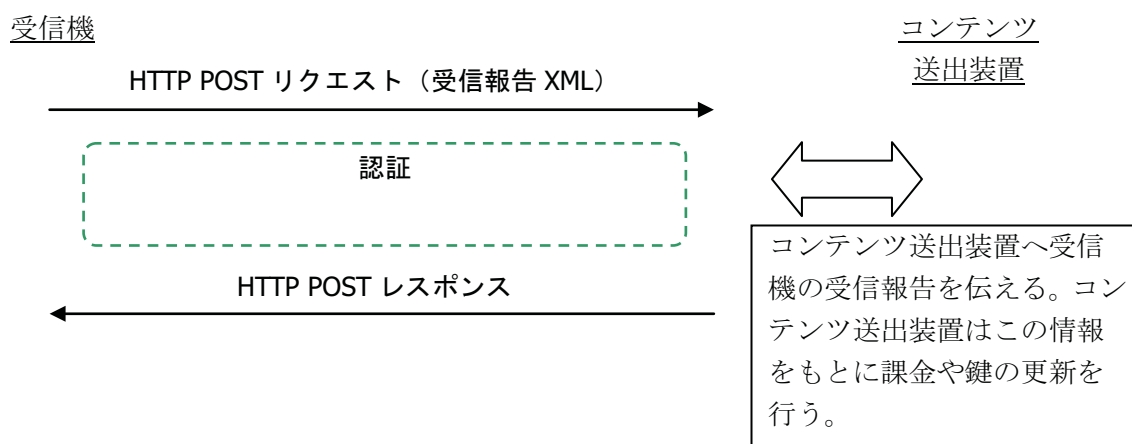 受信機
コンテンツ
送出装置
HTTP POST リクエスト（受信報告 XML）
認証
HTTP POST レスポンス
コンテンツ送出装置へ受信
機の受信報告を伝える。コン
テンツ送出装置はこの情報
をもとに課金や鍵の更新を
行う。